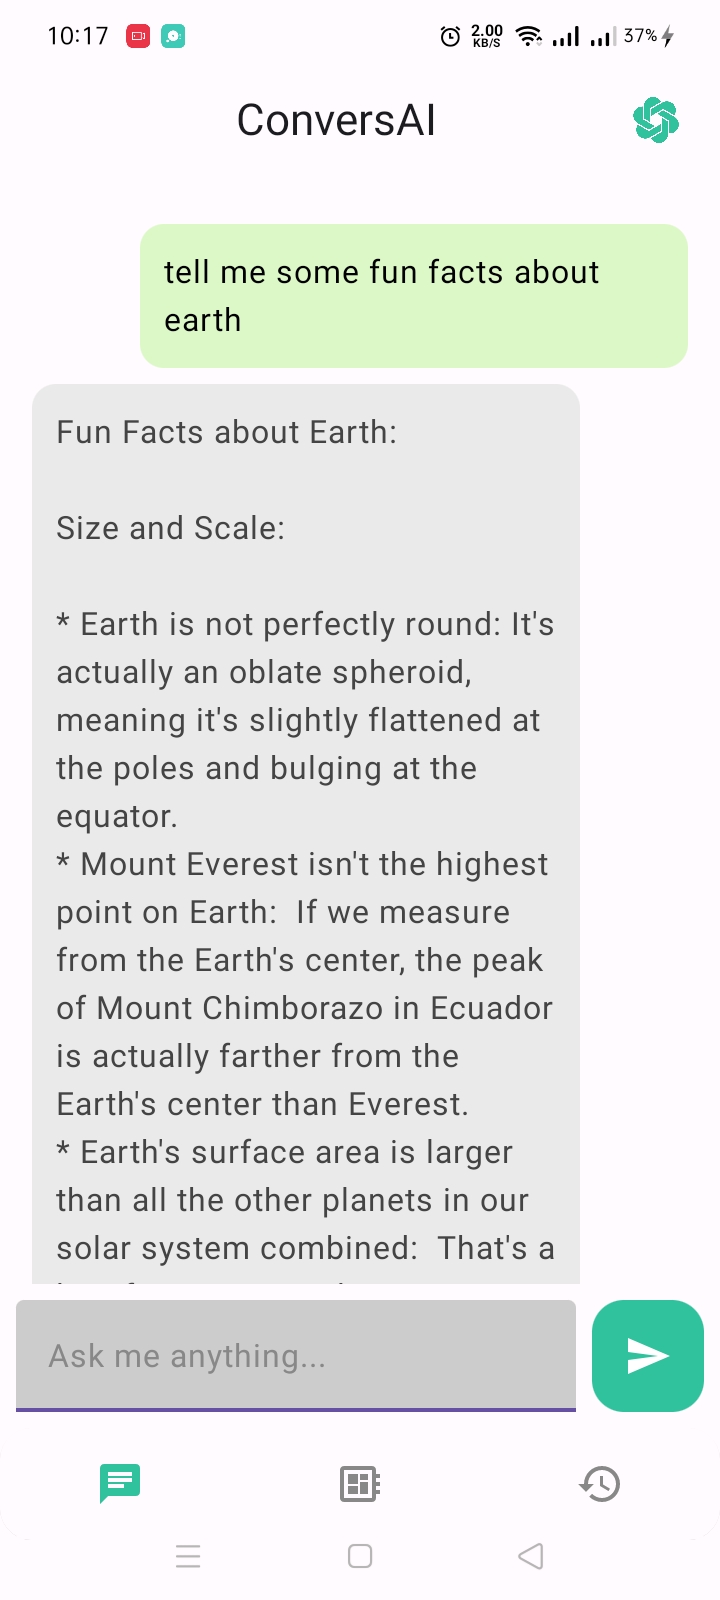 10:17
2.00
KB/S
37%
ConversAI
tell me some fun facts about
earth
Fun Facts about Earth:
Size and Scale:
* Earth is not perfectly round: It's
actually an oblate spheroid,
meaning it's slightly flattened at
the poles and bulging at the
equator.
* Mount Everest isn't the highest
point on Earth:  If we measure
from the Earth's center, the peak
of Mount Chimborazo in Ecuador
is actually farther from the
Earth's center than Everest.
* Earth's surface area is larger
than all the other planets in our
solar system combined:  That's a
Ask me anything...